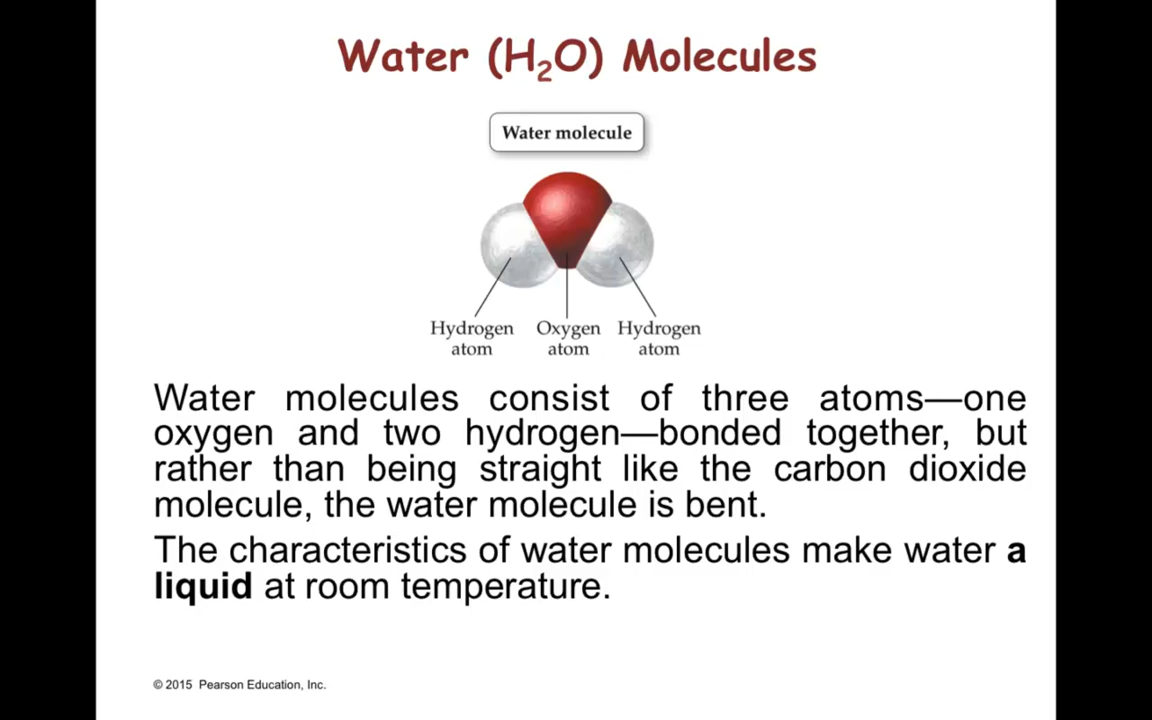 Water (H₂O) Molecules
Water molecule
Hydrogen atom
Oxygen atom
Hydrogen atom
Water molecules consist of three atoms—one
oxygen and two hydrogen—bonded together, but
rather than being straight like the carbon dioxide
molecule, the water molecule is bent.
The characteristics of water molecules make water a
liquid at room temperature.
© 2015 Pearson Education, Inc.